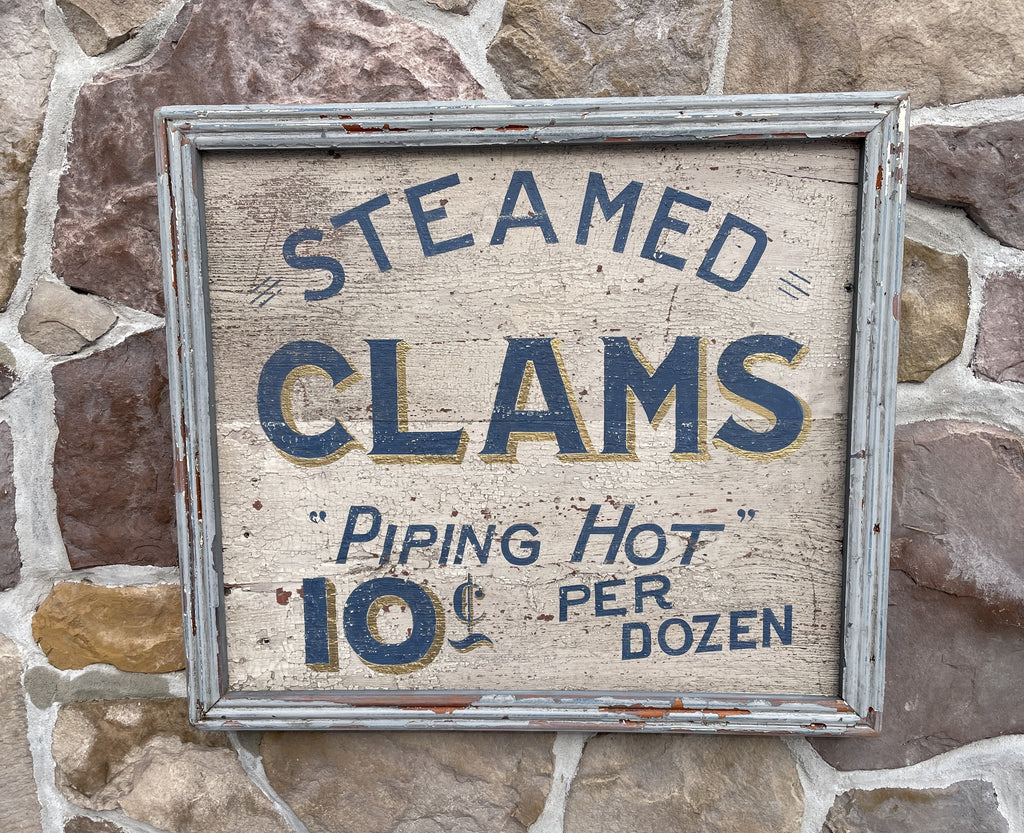 STEAMED
CLAMS
"PIPING HOT"
10¢ PER
DOZEN